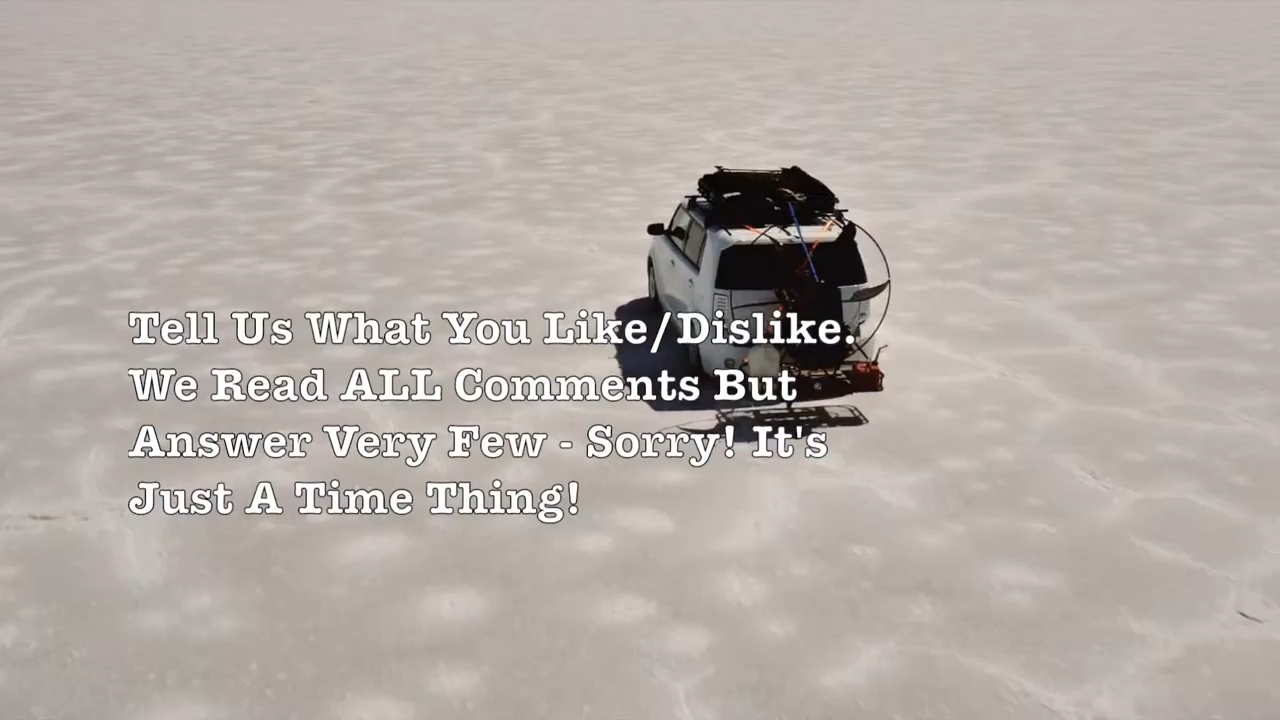 Tell Us What You Like/Dislike.
We Read ALL Comments But
Answer Very Few - Sorry! It's
Just A Time Thing!